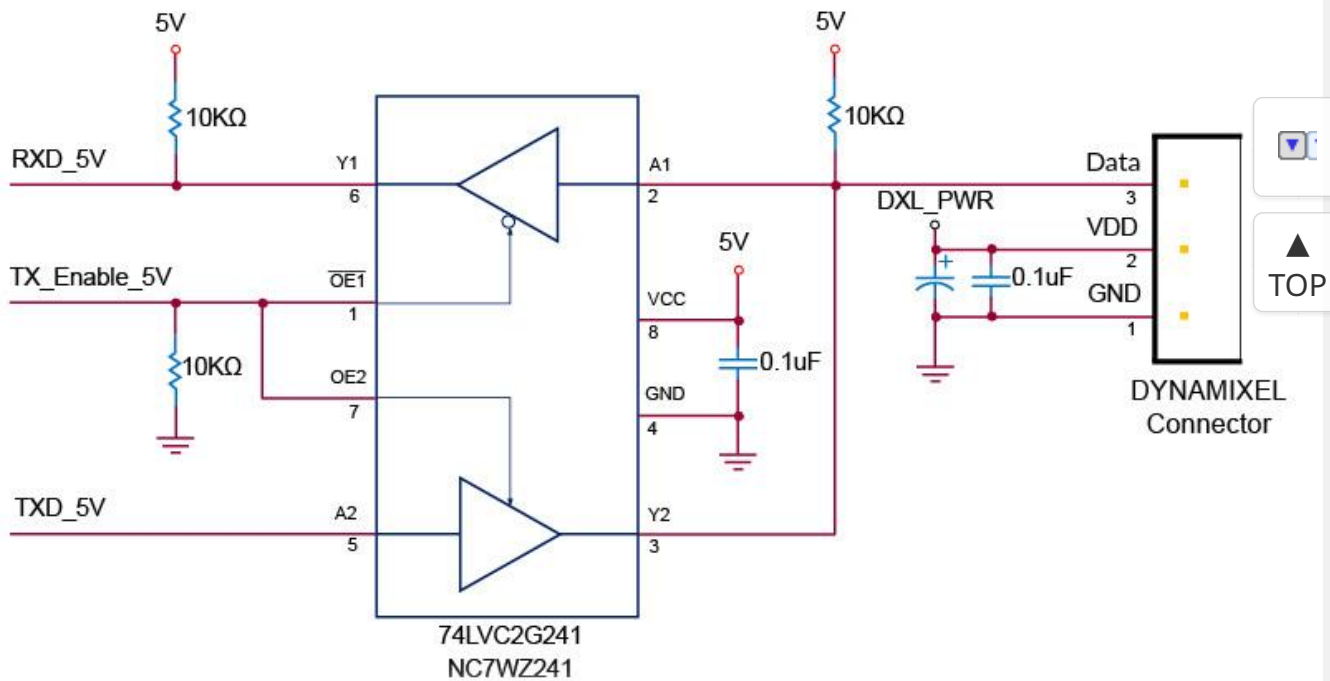 5V
5V
10KΩ
10KΩ
RXD_5V
Y1
A1
Data
6
2
3
DXL_PWR
VDD
5V
+
2
▲
TOP
TX_Enable_5V
OE1
0.1uF
GND
1
VCC
1
8
10KΩ
0.1uF
OE2
GND
7
4
DYNAMIXEL
Connector
TXD_5V
A2
Y2
5
3
74LVC2G241
NC7WZ241